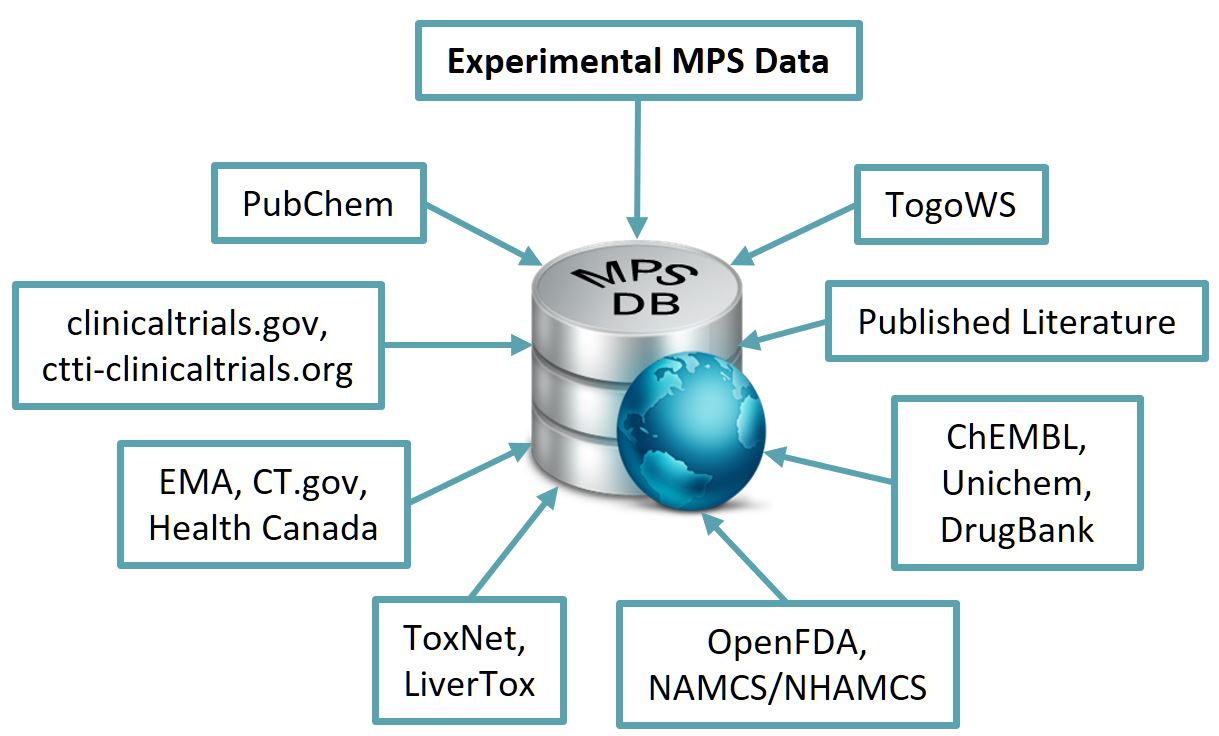 Experimental MPS Data
PubChem
TogoWS
MPS
DB
clinicaltrials.gov,
ctti-clinicaltrials.org
Published Literature
EMA, CT.gov,
Health Canada
ChEMBL,
Unichem,
DrugBank
ToxNet,
LiverTox
OpenFDA,
NAMCS/NHAMCS